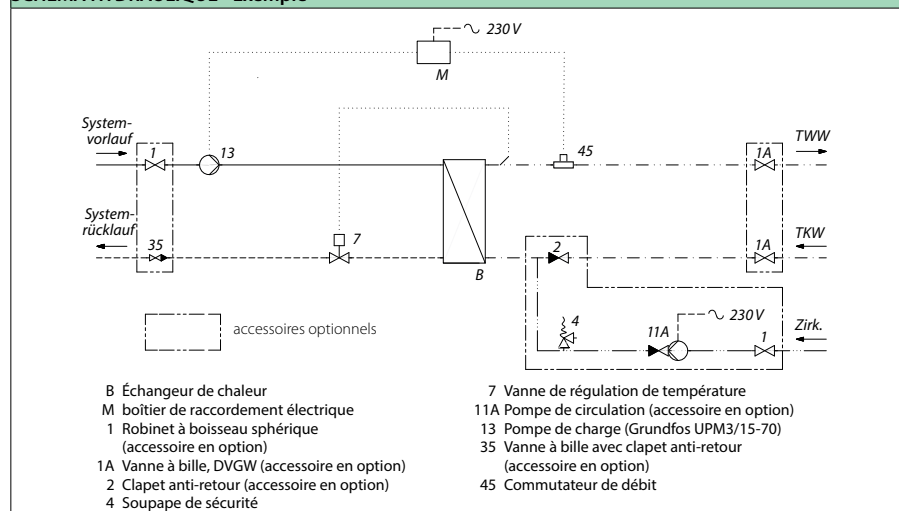 SCHÉMA HYDRAULIQUE - Exemple
230 V
M
System-
vorlauf
1
13
45
1A
TWW
System-
rücklauf
35
7
B
2
1A
TKW
4
11A
230 V
1
Zirk.
accessoires optionnels
B Échangeur de chaleur
M boîtier de raccordement électrique
1 Robinet à boisseau sphérique
(accessoire en option)
1A Vanne à bille, DVGW (accessoire en option)
2 Clapet anti-retour (accessoire en option)
4 Soupape de sécurité
7 Vanne de régulation de température
11A Pompe de circulation (accessoire en option)
13 Pompe de charge (Grundfos UPM3/15-70)
35 Vanne à bille avec clapet anti-retour
(accessoire en option)
45 Commutateur de débit